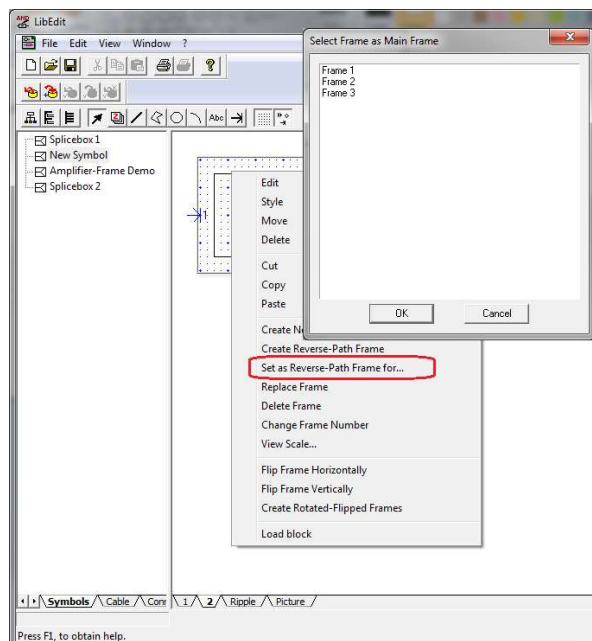 LibEdit
File Edit View Window ?
Abc
Splicebox 1
New Symbol
Amplifier-Frame Demo
Splicebox 2
1
Select Frame as Main Frame
Frame 1
Frame 2
Frame 3
OK Cancel
Edit
Style
Move
Delete
Cut
Copy
Paste
Create
Create Reverse-Path Frame
Set as Reverse-Path Frame for...
Replace Frame
Delete Frame
Change Frame Number
View Scale...
Flip Frame Horizontally
Flip Frame Vertically
Create Rotated-Flipped Frames
Load block
Symbols Cable 1 2 Ripple Picture
Press F1, to obtain help.